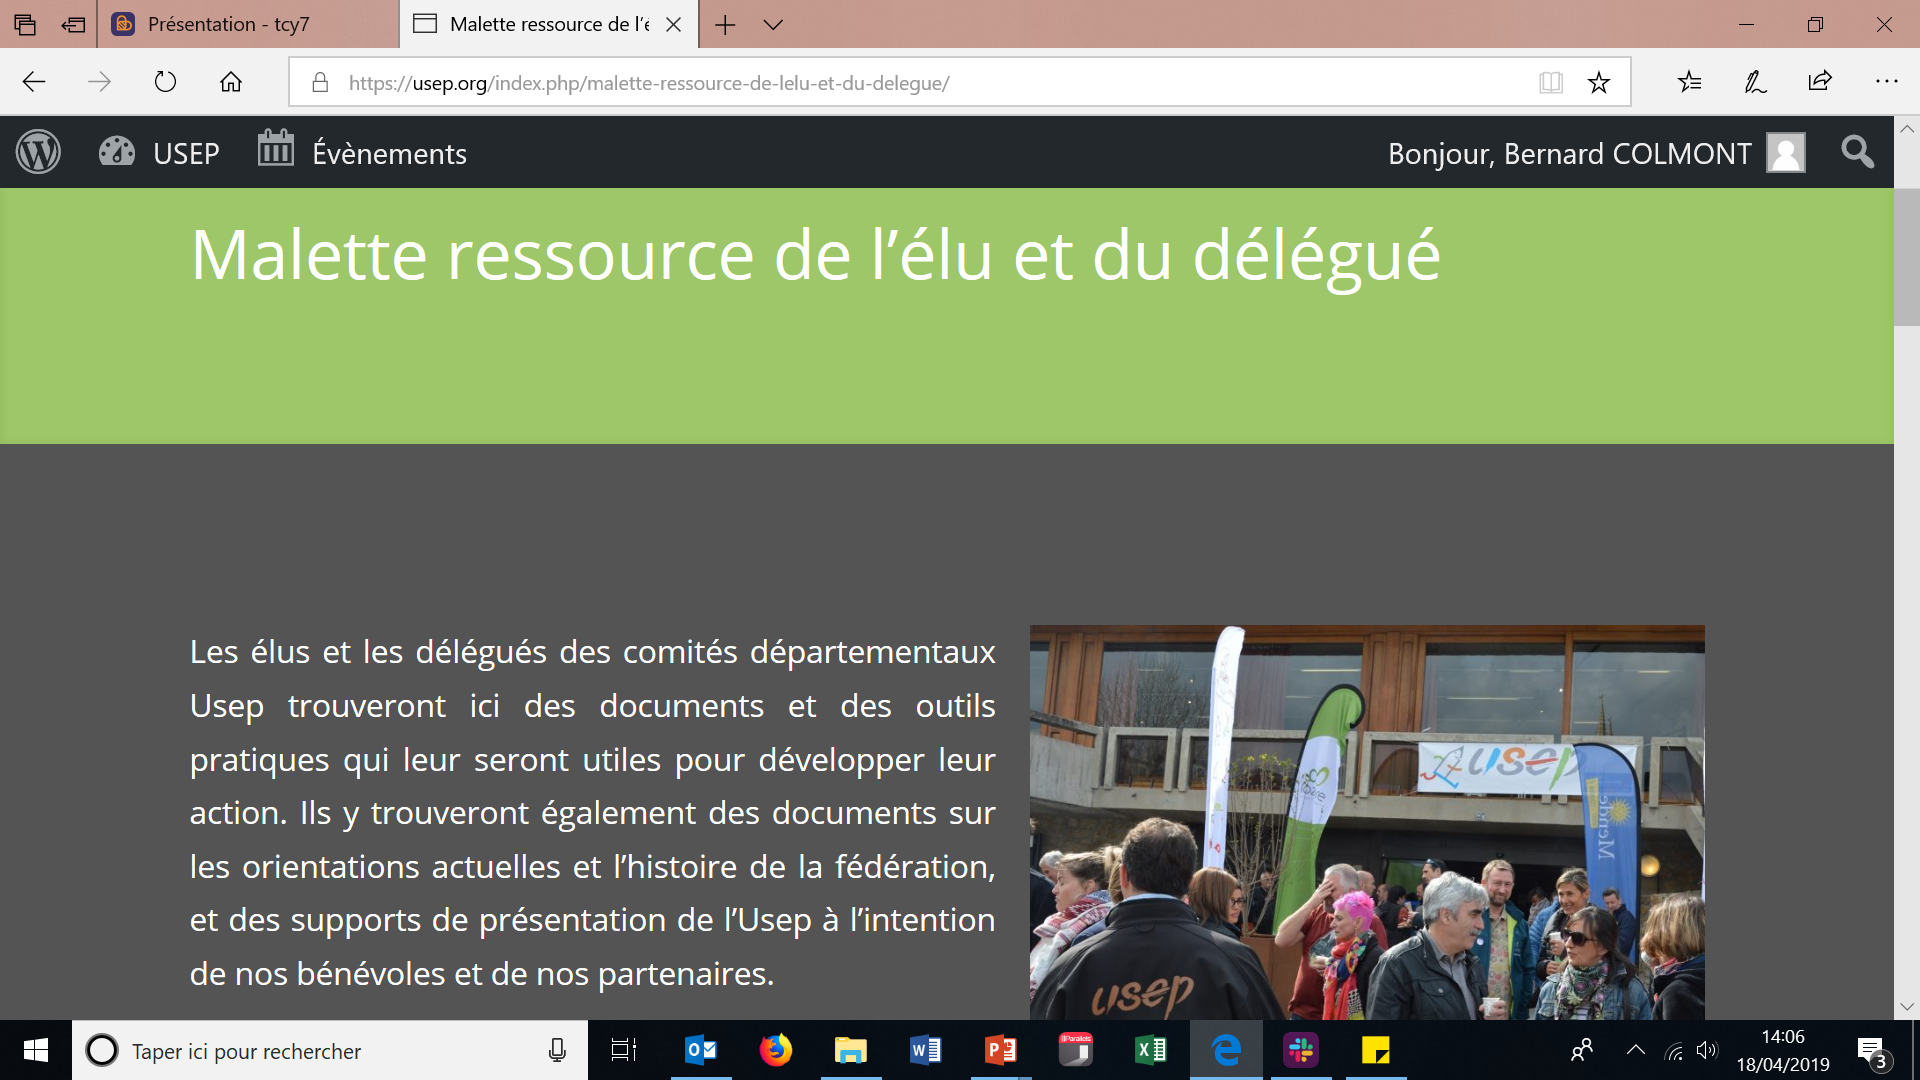 Présentation - tcy7
Malette ressource de l'é
https://usep.org/index.php/malette-ressource-de-lelu-et-du-delegue/
USEP
Évènements
Bonjour, Bernard COLMONT
Malette ressource de l’élu et du délégué
Les élus et les délégués des comités départementaux
Usep trouveront ici des documents et des outils
pratiques qui leur seront utiles pour développer leur
action. Ils y trouveront également des documents sur
les orientations actuelles et l’histoire de la fédération,
et des supports de présentation de l’Usep à l’intention
de nos bénévoles et de nos partenaires.
usep
Mende
usep
Taper ici pour rechercher
14:06
18/04/2019
3